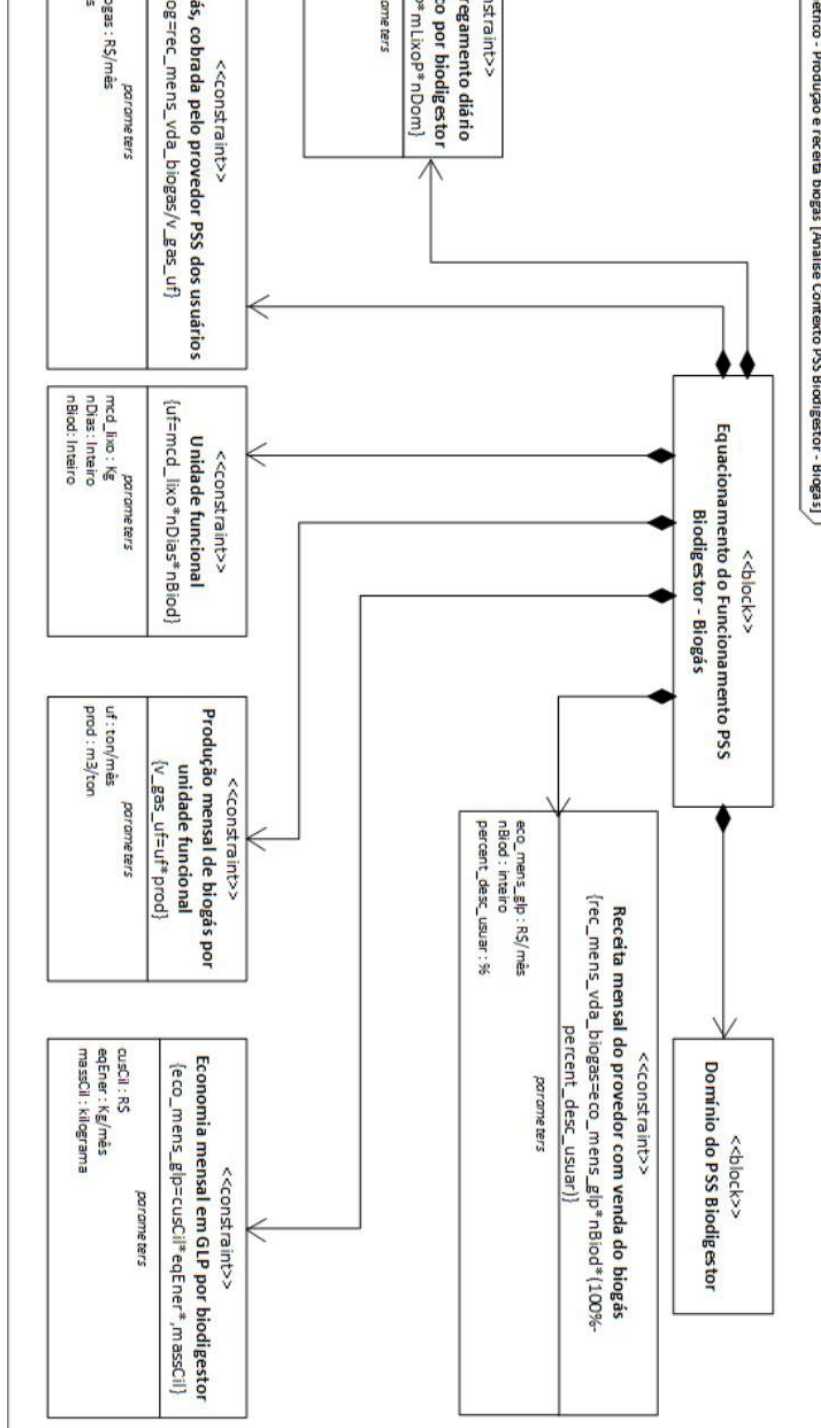 Produção e receita biogás [Análise Contexto PSS Biodigestor - Biogás]
<<block>>
Equacionamento do Funcionamento PSS
Biodigestor - Biogás
<<block>>
Domínio do PSS Biodigestor
<<constraint>>
Receita mensal do provedor com venda do biogás
{rec_mens_vda_biogas=eco_mens_glp*nBiod*(100%-
percent_desc_usuar)}
parameters
eco_mens_glp : R$/mês
nBiod : inteiro
percent_desc_usuar : %
diário
co por biodigestor
*mLixoP*nDom}
<<constraint>>
ás, cobrada pelo provedor PSS dos usuários
og=rec_mens_vda_biogas/v_gas_uf}
parameters
ogas : R$/mês
<<constraint>>
Unidade funcional
{uf=mcd_lixo*nDias*nBiod}
parameters
mcd_lixo : Kg
nDias : Inteiro
nBiod: Inteiro
<<constraint>>
Produção mensal de biogás por
unidade funcional
{v_gas_uf=uf*prod}
parameters
uf : ton/mês
prod : m3/ton
<<constraint>>
Economia mensal em GLP por biodigestor
{eco_mens_glp=cusCil*eqEner*,massCil}
parameters
cusCil : R$
eqEner : Kg/mês
massCil : kilograma